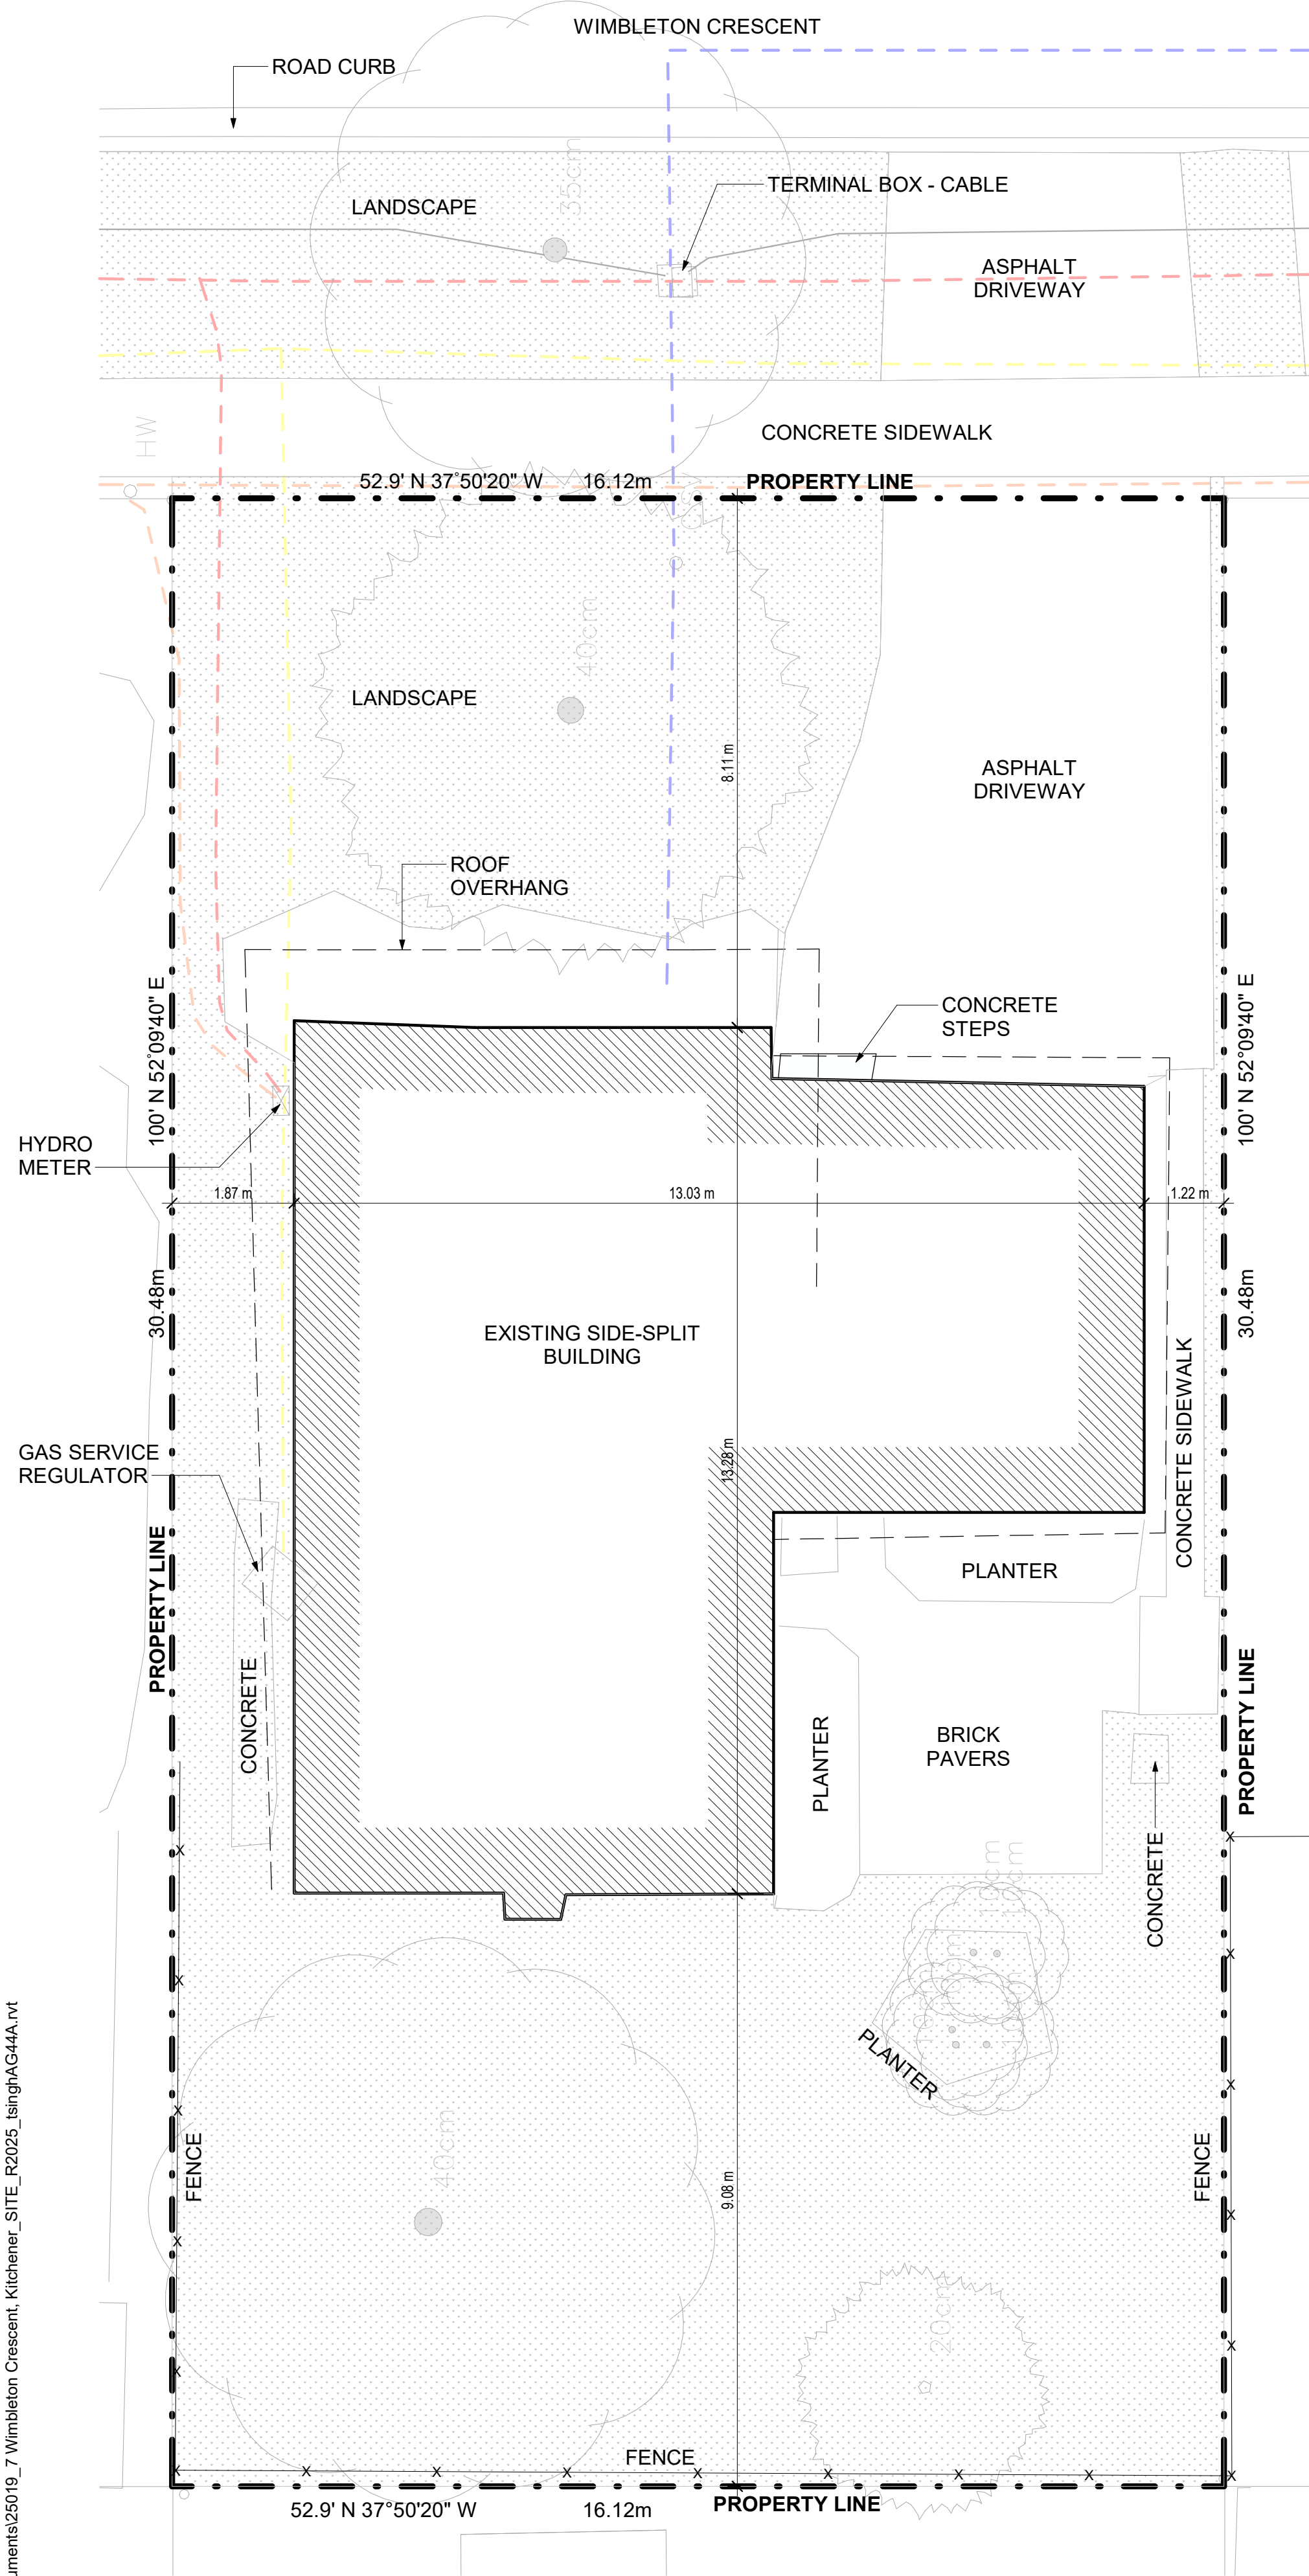 WIMBLETON CRESCENT
ROAD CURB
35cm
TERMINAL BOX - CABLE
LANDSCAPE
ASPHALT
DRIVEWAY
HW
CONCRETE SIDEWALK
52.9' N 37°50'20" W 16.12m
PROPERTY LINE
40cm
LANDSCAPE
8.11 m
ASPHALT
DRIVEWAY
ROOF
OVERHANG
100' N 52°09'40" E
100' N 52°09'40" E
CONCRETE
STEPS
HYDRO
METER
1.87 m
13.03 m
1.22 m
30.48m
30.48m
EXISTING SIDE-SPLIT
BUILDING
CONCRETE SIDEWALK
13.28 m
GAS SERVICE
REGULATOR
PROPERTY LINE
PLANTER
CONCRETE
PLANTER
BRICK
PAVERS
PROPERTY LINE
CONCRETE
PLANTER
40cm
FENCE
FENCE
9.08 m
20cm
FENCE
52.9' N 37°50'20" W 16.12m
PROPERTY LINE
uments\25019_7 Wimbleton Crescent, Kitchener_SITE_R2025_tsinghAG44A.rvt